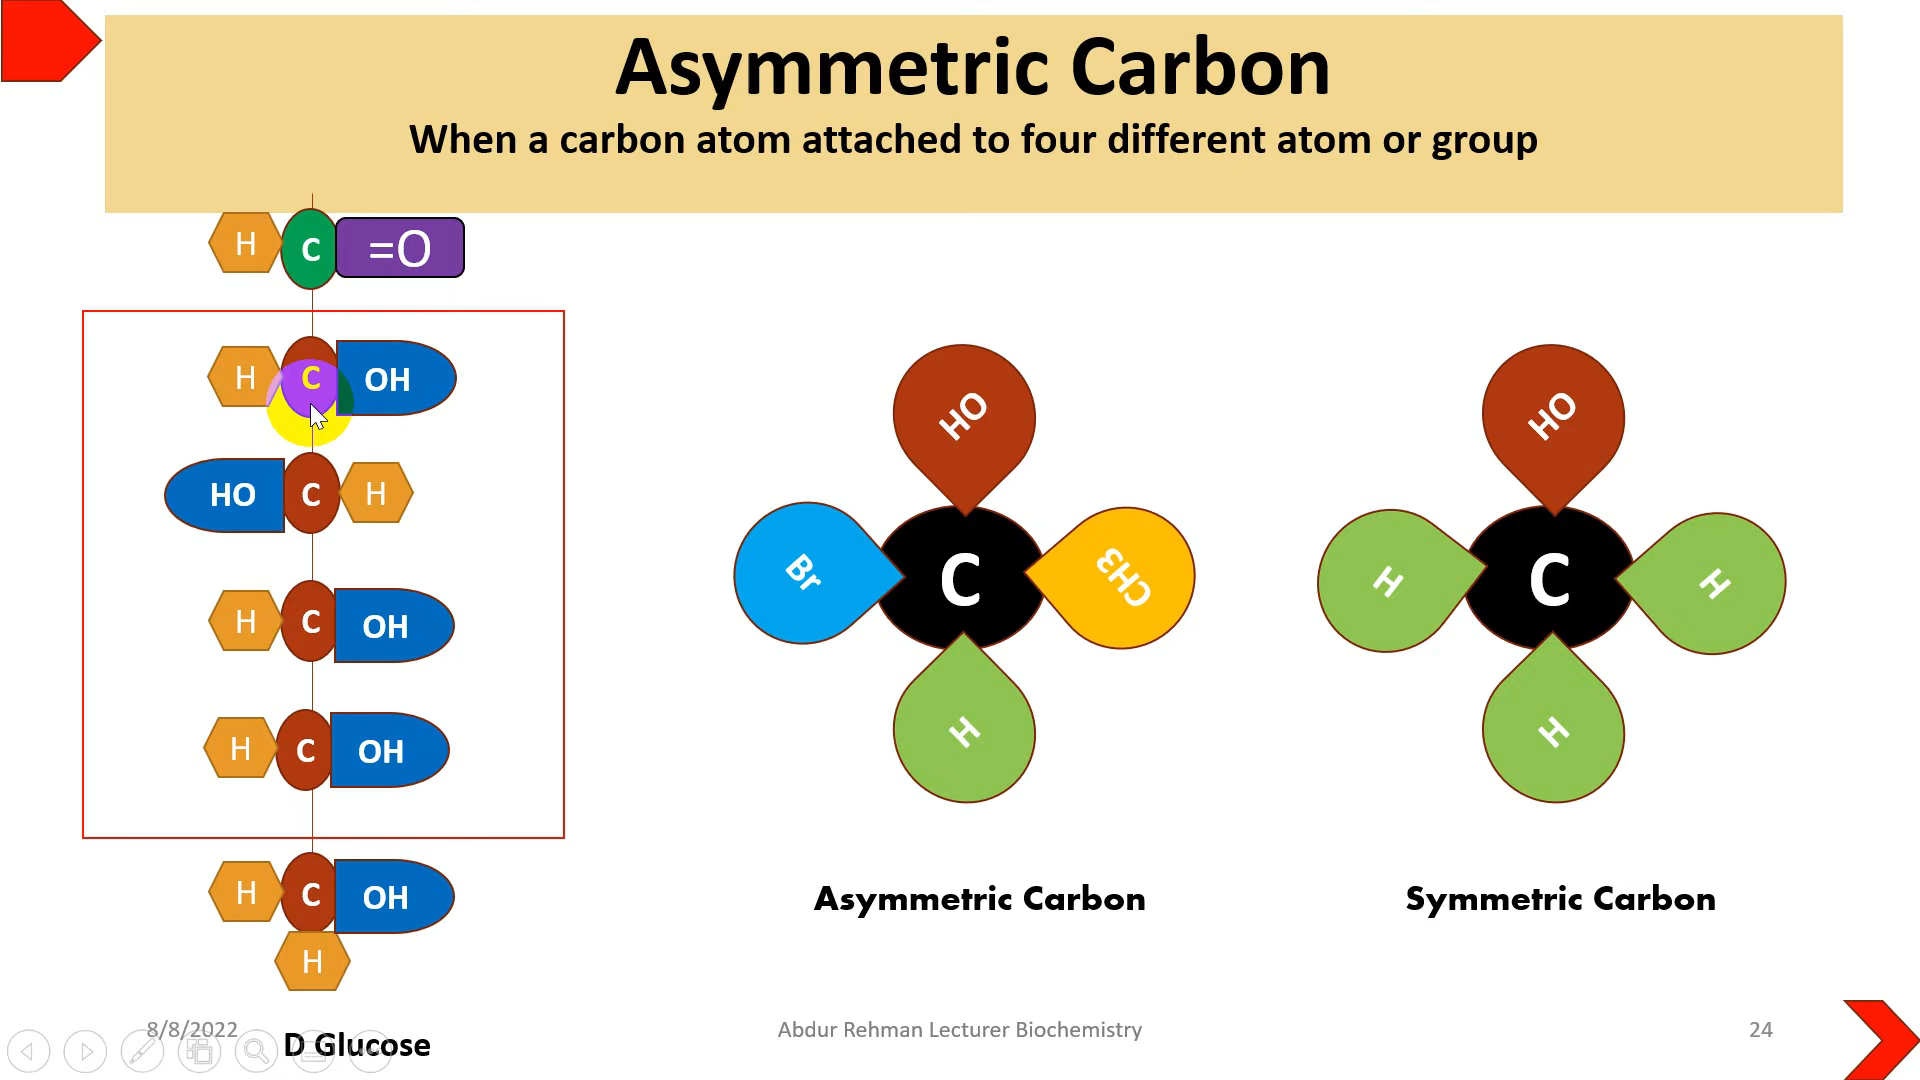 Asymmetric Carbon
When a carbon atom attached to four different atom or group
H C =O
H C OH
HO C H
H C OH
H C OH
H C OH
H
D Glucose
HO
Br C CH3
H
Asymmetric Carbon
HO
H C H
H
Symmetric Carbon
8/8/2022
Abdur Rehman Lecturer Biochemistry
24